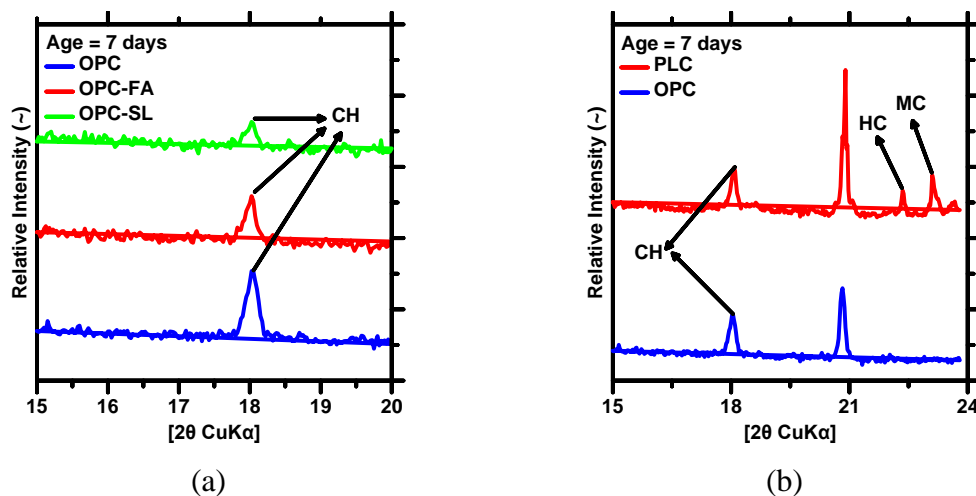 Age = 7 days
OPC
OPC-FA
OPC-SL
CH
Relative Intensity (~)
15 16 17 18 19 20
[2θ CuKα]
(a)
Age = 7 days
PLC
OPC
MC
HC
CH
Relative Intensity (~)
15 18 21 24
[2θ CuKα]
(b)